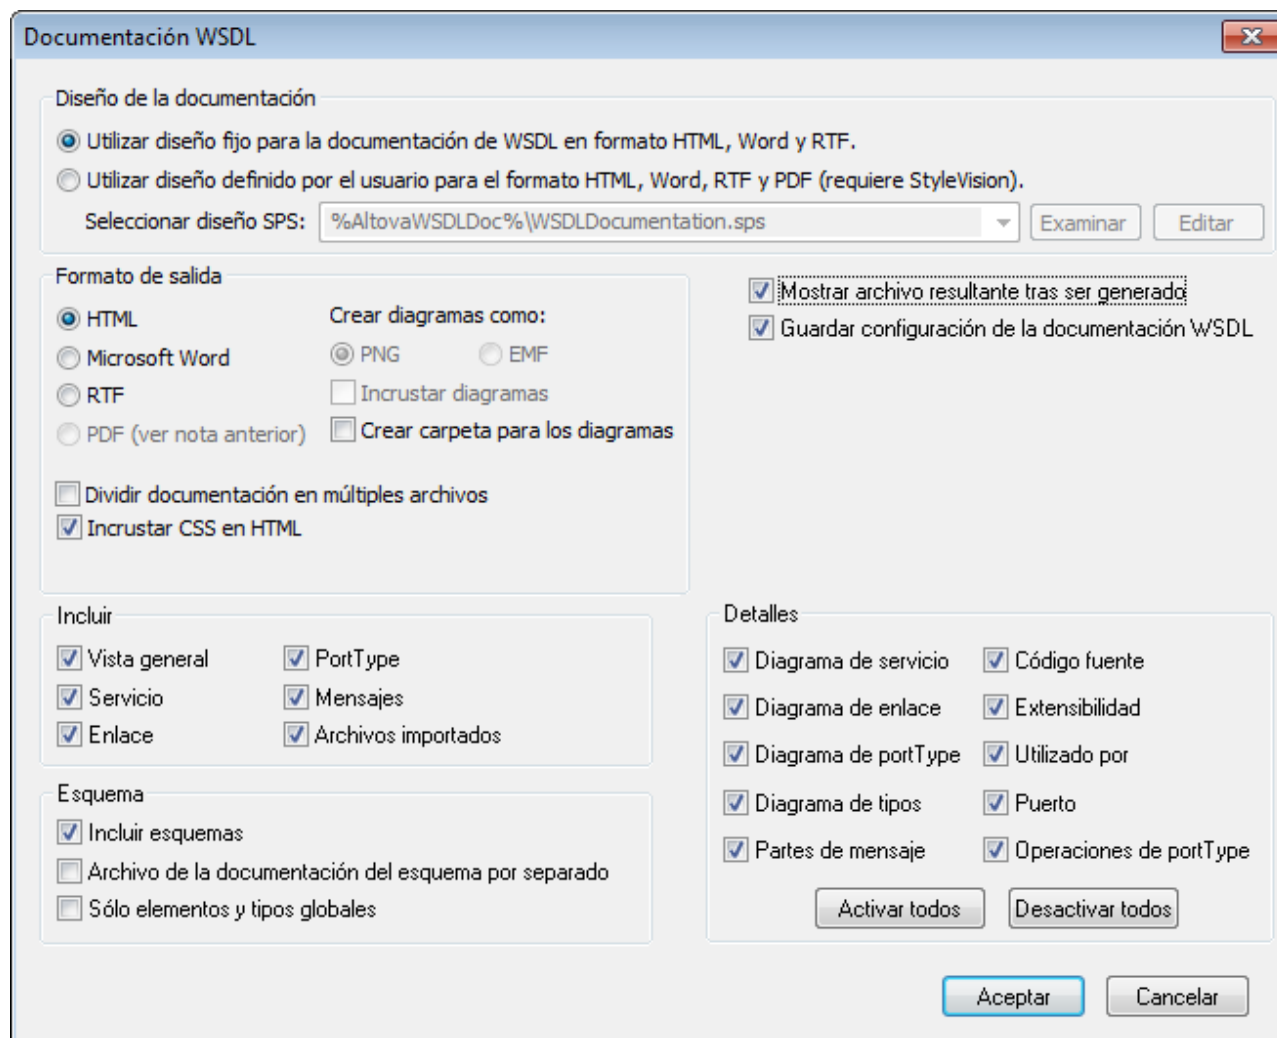 Documentación WSDL
Diseño de la documentación
Utilizar diseño fijo para la documentación de WSDL en formato HTML, Word y RTF.
Utilizar diseño definido por el usuario para el formato HTML, Word, RTF y PDF (requiere StyleVision).
Seleccionar diseño SPS: %AltovaWSDLDoc%\WSDLDocumentation.sps Examinar Editar
Formato de salida
HTML
Microsoft Word
RTF
PDF (ver nota anterior)
Crear diagramas como:
PNG EMF
Incrustar diagramas
Crear carpeta para los diagramas
Dividir documentación en múltiples archivos
Incrustar CSS en HTML
Mostrar archivo resultante tras ser generado
Guardar configuración de la documentación WSDL
Incluir
Vista general PortType
Servicio Mensajes
Enlace Archivos importados
Esquema
Incluir esquemas
Archivo de la documentación del esquema por separado
Sólo elementos y tipos globales
Detalles
Diagrama de servicio Código fuente
Diagrama de enlace Extensibilidad
Diagrama de portType Utilizado por
Diagrama de tipos Puerto
Partes de mensaje Operaciones de portType
Activar todos Desactivar todos
Aceptar Cancelar